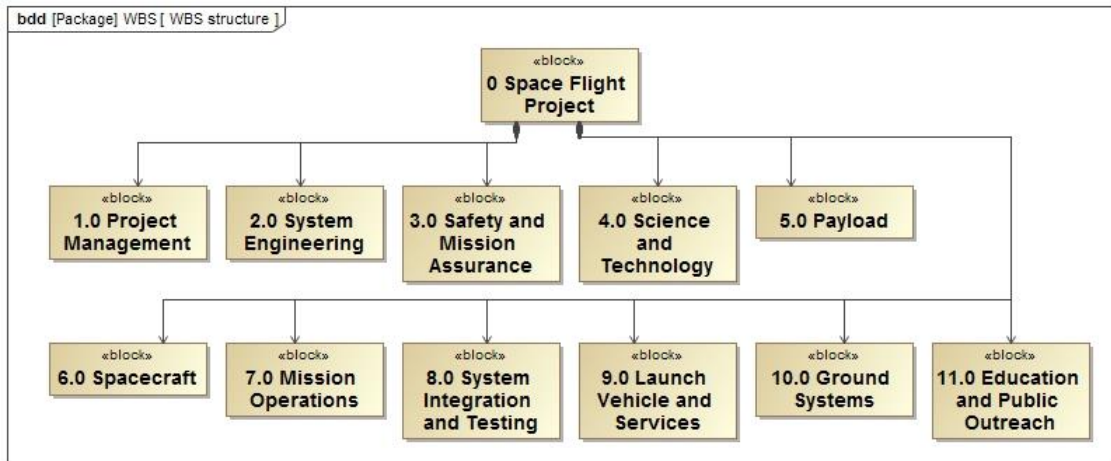 bdd [Package] WBS [ WBS structure ]
«block»
0 Space Flight
Project
«block»
1.0 Project
Management
«block»
2.0 System
Engineering
«block»
3.0 Safety and
Mission
Assurance
«block»
4.0 Science
and
Technology
«block»
5.0 Payload
«block»
6.0 Spacecraft
«block»
7.0 Mission
Operations
«block»
8.0 System
Integration
and Testing
«block»
9.0 Launch
Vehicle and
Services
«block»
10.0 Ground
Systems
«block»
11.0 Education
and Public
Outreach